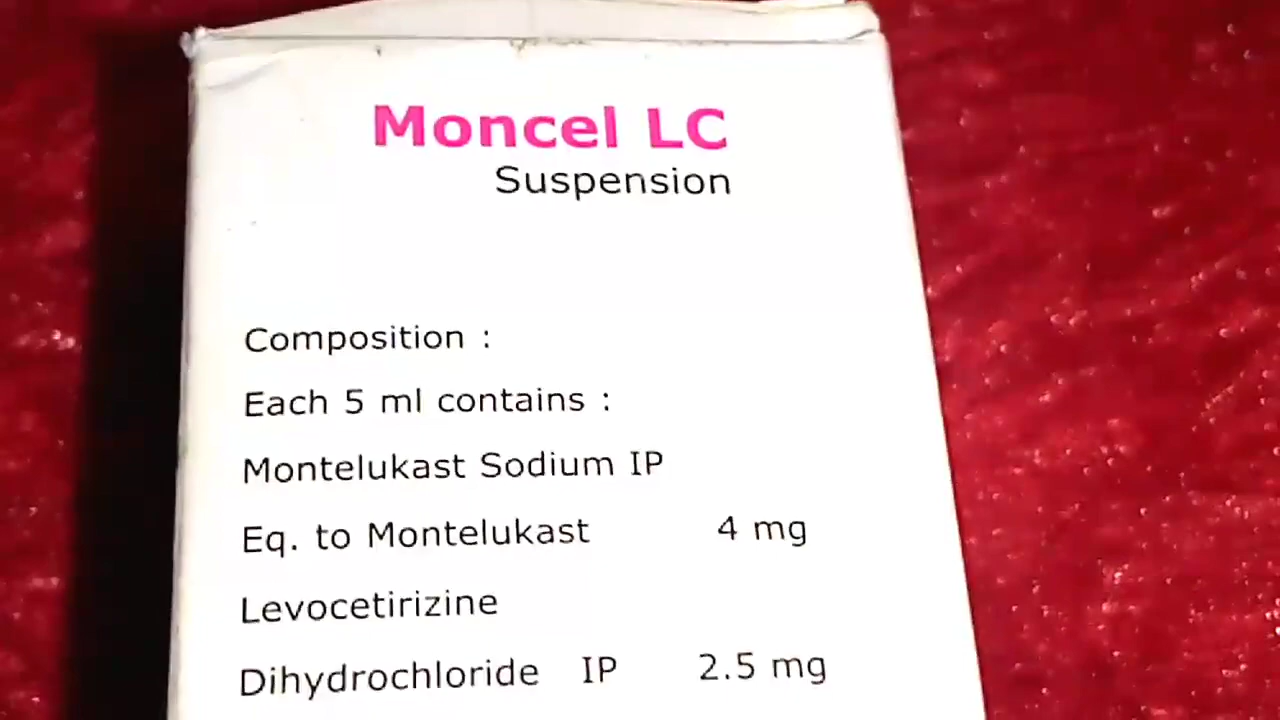 Moncel LC
Suspension
Composition :
Each 5 ml contains :
Montelukast Sodium IP
Eq. to Montelukast 4 mg
Levocetirizine
Dihydrochloride IP 2.5 mg